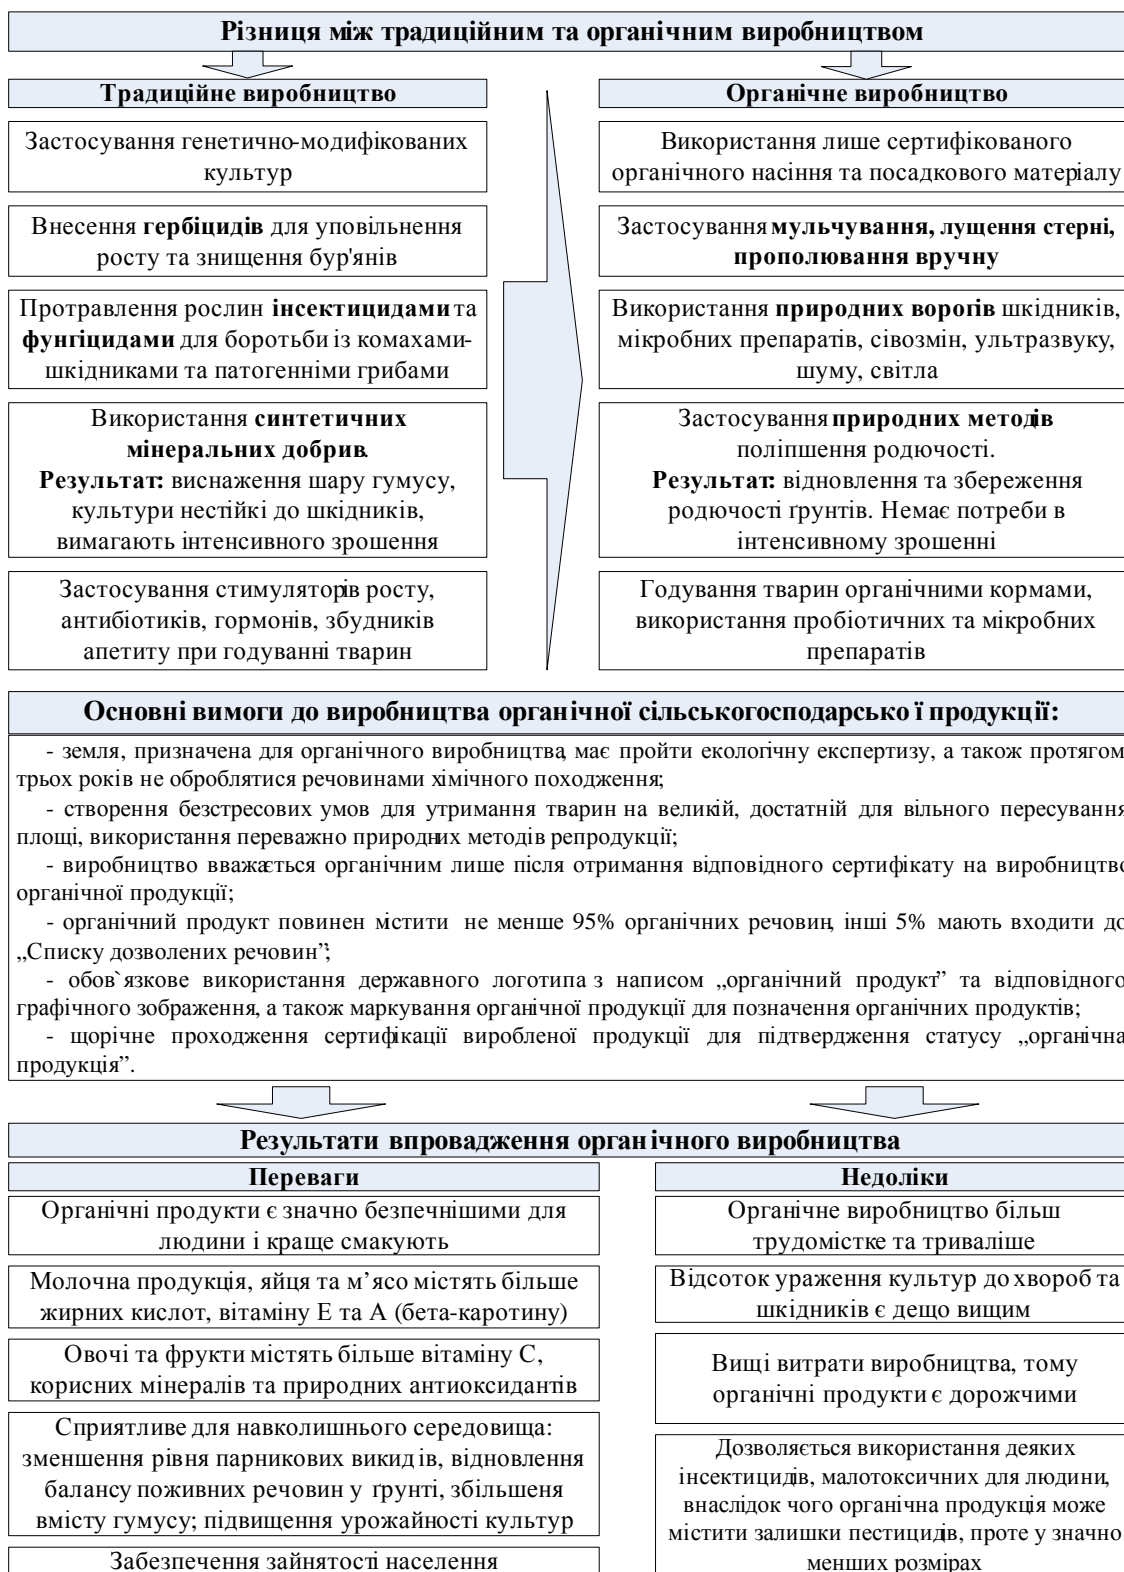 Різниця між традиційним та органічним виробництвом
Традиційне виробництво
Застосування генетично-модифікованих
культур
Внесення гербіцидів для уповільнення
росту та знищення бур'янів
Протравлення рослин інсектицидами та
фунгіцидами для боротьби із комахами-
шкідниками та патогенніми грибами
Використання синтетичних
мінеральних добрив.
Результат: виснаження шару гумусу,
культури нестійкі до шкідників,
вимагають інтенсивного зрошення
Застосування стимуляторів росту,
антибіотиків, гормонів, збудників
апетиту при годуванні тварин
Органічне виробництво
Використання лише сертифікованого
органічного насіння та посадкового матеріалу
Застосування мульчування, лущення стерні,
прополювання вручну
Використання природних ворогів шкідників,
мікробних препаратів, сівозмін, ультразвуку,
шуму, світла
Застосування природних методів
поліпшення родючості.
Результат: відновлення та збереження
родючості ґрунтів. Немає потреби в
інтенсивному зрошенні
Годування тварин органічними кормами,
використання пробіотичних та мікробних
препаратів
Основні вимоги до виробництва органічної сільськогосподарської продукції:
- земля, призначена для органічного виробництва, має пройти екологічну експертизу, а також протягом
трьох років не оброблятися речовинами хімічного походження;
- створення безстресових умов для утримання тварин на великій, достатній для вільного пересування
площі, використання переважно природних методів репродукції;
- виробництво вважається органічним лише після отримання відповідного сертифікату на виробництво
органічної продукції;
- органічний продукт повинен містити не менше 95% органічних речовин, інші 5% мають входити до
„Списку дозволених речовин”;
- обов`язкове використання державного логотипа з написом „органічний продукт” та відповідного
графічного зображення, а також маркування органічної продукції для позначення органічних продуктів;
- щорічне проходження сертифікації виробленої продукції для підтвердження статусу „органічна
продукція”.
Результати впровадження органічного виробництва
Переваги
Органічні продукти є значно безпечнішими для
людини і краще смакують
Молочна продукція, яйця та м’ясо містять більше
жирних кислот, вітаміну Е та А (бета-каротину)
Овочі та фрукти містять більше вітаміну С,
корисних мінералів та природних антиоксидантів
Сприятливе для навколишнього середовища:
зменшення рівня парникових викидів, відновлення
балансу поживних речовин у ґрунті, збільшеня
вмісту гумусу; підвищення урожайності культур
Забезпечення зайнятості населення
Недоліки
Органічне виробництво більш
трудомістке та триваліше
Відсоток ураження культур до хвороб та
шкідників є дещо вищим
Вищі витрати виробництва, тому
органічні продукти є дорожчими
Дозволяється використання деяких
інсектицидів, малотоксичних для людини,
внаслідок чого органічна продукція може
містити залишки пестицидів, проте у значно
менших розмірах